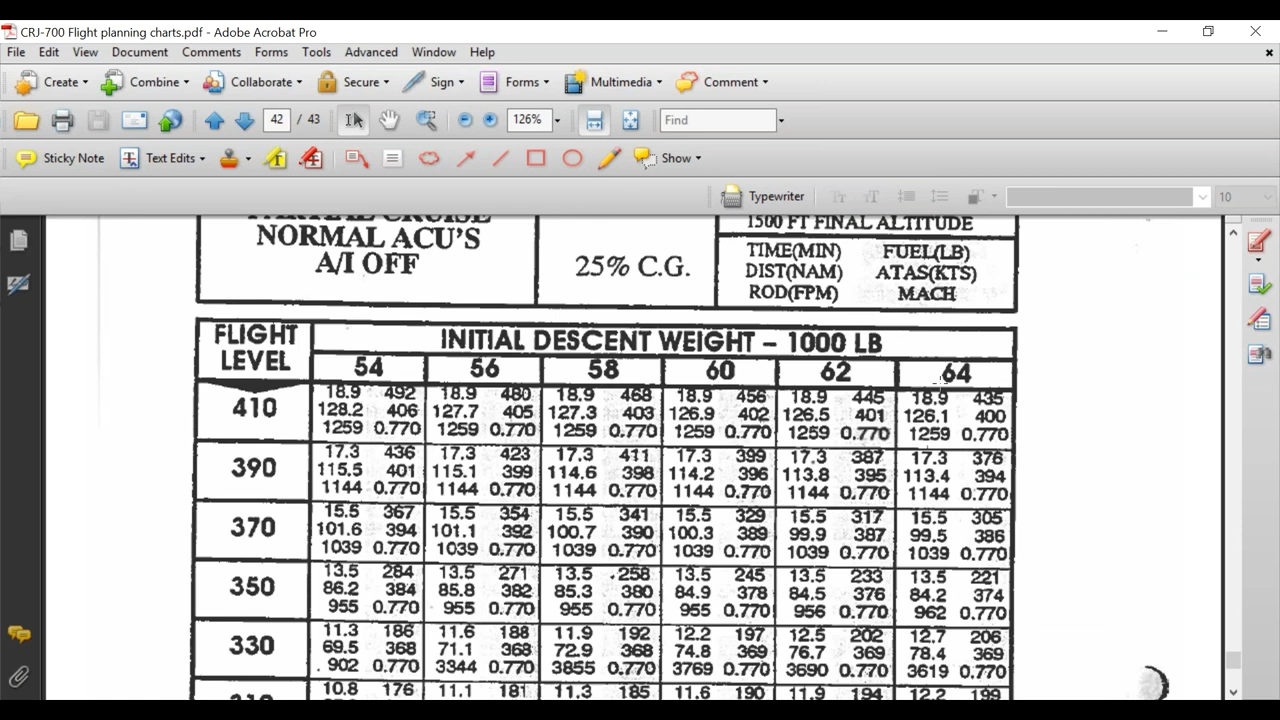 CRJ-700 Flight planning charts.pdf - Adobe Acrobat Pro
File Edit View Document Comments Forms Tools Advanced Window Help
Create Combine Collaborate Secure Sign Forms Multimedia Comment
42 / 43 126% Find
Sticky Note Text Edits Show
Typewriter 10
PARTIAL CRUISE
NORMAL ACU'S
A/I OFF
25% C.G.
1500 FT FINAL ALTITUDE
TIME(MIN) FUEL(LB)
DIST(NAM) ATAS(KTS)
ROD(FPM) MACH
FLIGHT
LEVEL
INITIAL DESCENT WEIGHT – 1000 LB
54 56 58 60 62 64
18.9 492 18.9 480 18.9 468 18.9 456 18.9 445 18.9 435
410 128.2 406 127.7 405 127.3 403 126.9 402 126.5 401 126.1 400
1259 0.770 1259 0.770 1259 0.770 1259 0.770 1259 0.770 1259 0.770
17.3 436 17.3 423 17.3 411 17.3 399 17.3 387 17.3 376
390 115.5 401 115.1 399 114.6 398 114.2 396 113.8 395 113.4 394
1144 0.770 1144 0.770 1144 0.770 1144 0.770 1144 0.770 1144 0.770
15.5 367 15.5 354 15.5 341 15.5 329 15.5 317 15.5 305
370 101.6 394 101.1 392 100.7 390 100.3 389 99.9 387 99.5 386
1039 0.770 1039 0.770 1039 0.770 1039 0.770 1039 0.770 1039 0.770
13.5 284 13.5 271 13.5 258 13.5 245 13.5 233 13.5 221
350 86.2 384 85.8 382 85.3 380 84.9 378 84.5 376 84.2 374
955 0.770 955 0.770 955 0.770 955 0.770 956 0.770 962 0.770
11.3 186 11.6 188 11.9 192 12.2 197 12.5 202 12.7 206
330 69.5 368 71.1 368 72.9 368 74.8 369 76.7 369 78.4 369
902 0.770 3344 0.770 3855 0.770 3769 0.770 3690 0.770 3619 0.770
10.8 176 11.1 181 11.3 185 11.6 190 11.9 194 12.2 199